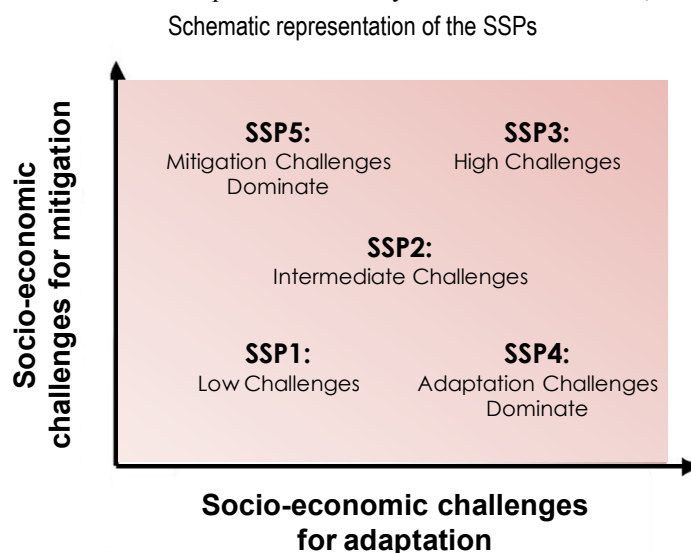 Schematic representation of the SSPs
Socio-economic
challenges for mitigation
SSP5:
Mitigation Challenges
Dominate
SSP3:
High Challenges
SSP2:
Intermediate Challenges
SSP1:
Low Challenges
SSP4:
Adaptation Challenges
Dominate
Socio-economic challenges
for adaptation